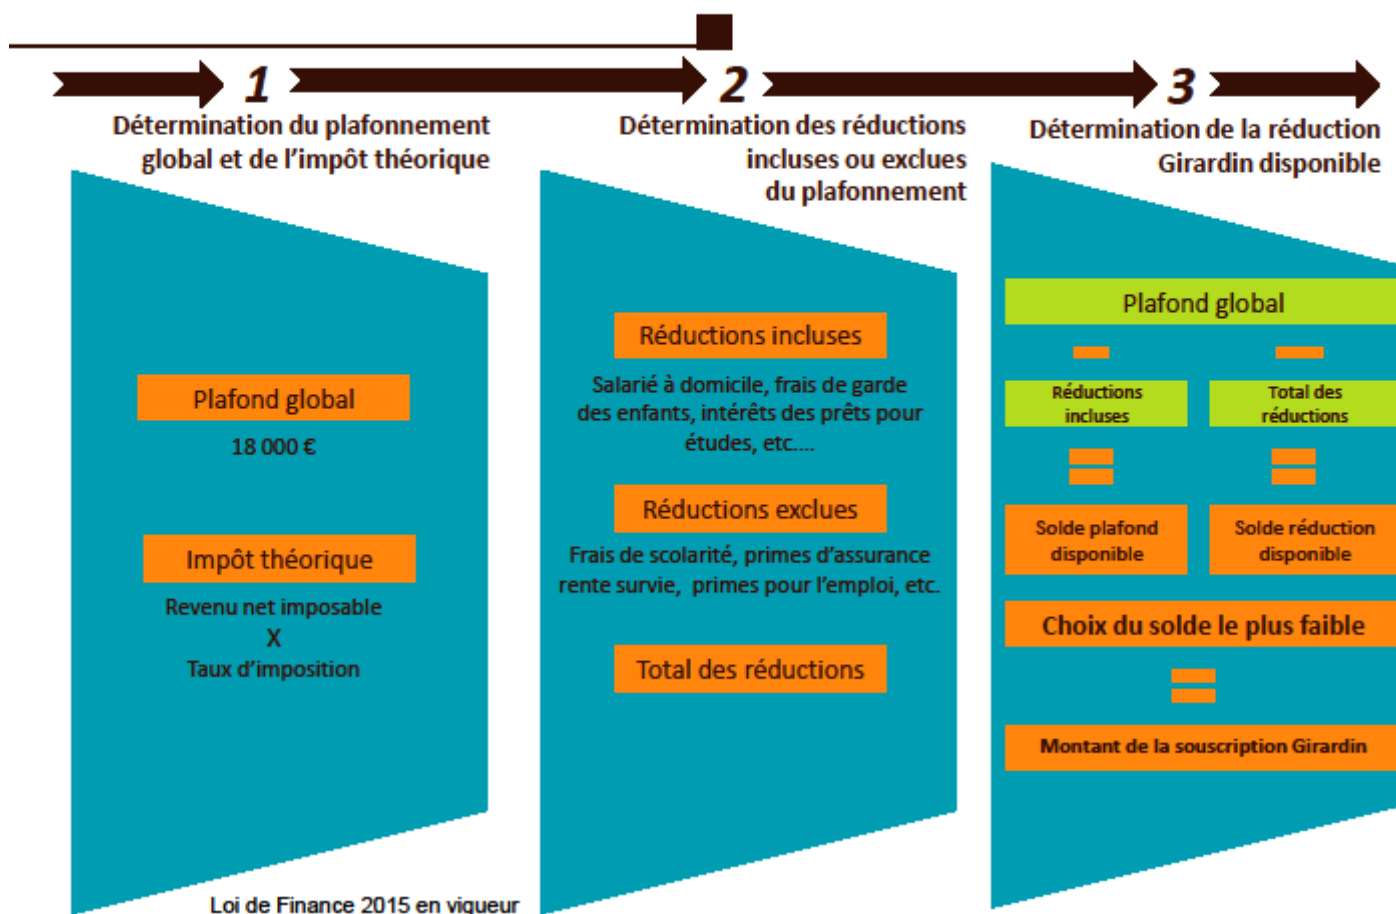 1
Détermination du plafonnement
global et de l'impôt théorique
Plafond global
18 000 €
Impôt théorique
Revenu net imposable
X
Taux d'imposition
2
Détermination des réductions
incluses ou exclues
du plafonnement
Réductions incluses
Salarié à domicile, frais de garde
des enfants, intérêts des prêts pour
études, etc....
Réductions exclues
Frais de scolarité, primes d'assurance
rente survie, primes pour l'emploi, etc.
Total des réductions
3
Détermination de la réduction
Girardin disponible
Plafond global
Réductions
incluses
Total des
réductions
Solde plafond
disponible
Solde réduction
disponible
Choix du solde le plus faible
Montant de la souscription Girardin
Loi de Finance 2015 en vigueur